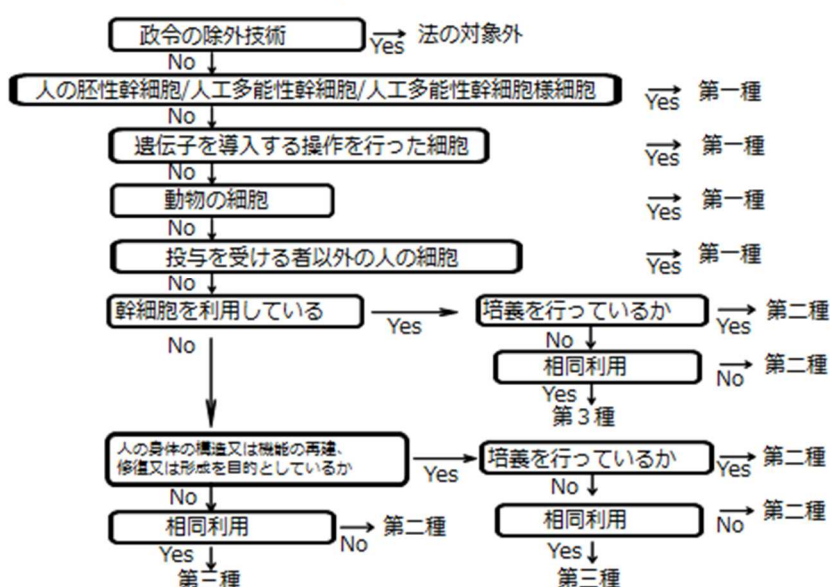 政令の除外技術
Yes
法の対象外
No
人の胚性幹細胞/人工多能性幹細胞/人工多能性幹細胞様細胞
Yes
第一種
No
遺伝子を導入する操作を行った細胞
Yes
第一種
No
動物の細胞
Yes
第一種
No
投与を受ける者以外の人の細胞
Yes
第一種
No
幹細胞を利用している
Yes
培義を行っているか
Yes
第二種
No
No
相同利用
No
第二種
Yes
第3種
人の身体の構造又は機能の再建、
修復又は形成を目的としているか
Yes
培義を行っているか
Yes
第二種
No
No
相同利用
No
第二種
相同利用
No
第二種
Yes
第三種
Yes
第三種